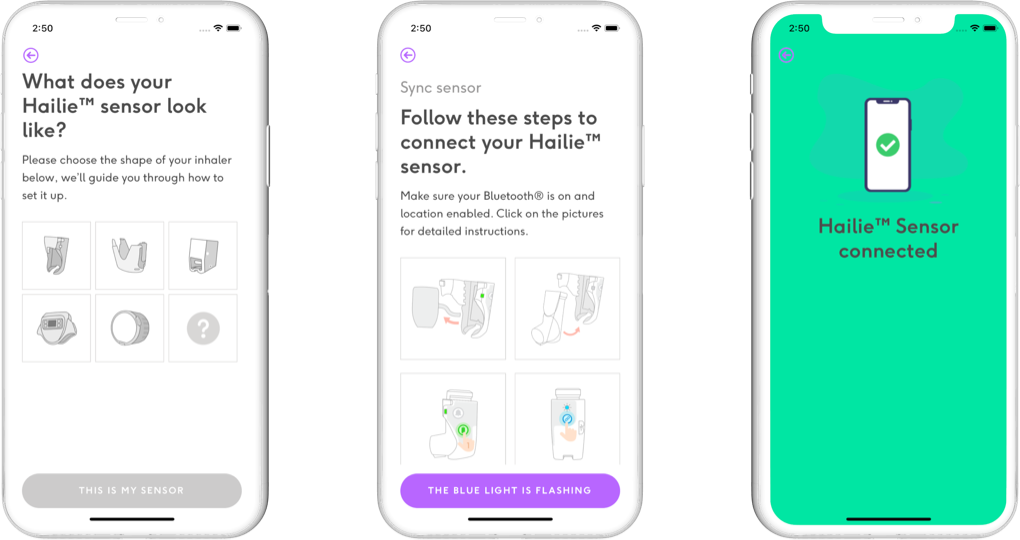 2:50
What does your
Hailie™ sensor look
like?
Please choose the shape of your inhaler
below, we'll guide you through how to
set it up.
?
THIS IS MY SENSOR
2:50
Sync sensor
Follow these steps to
connect your Hailie™
sensor.
Make sure your Bluetooth® is on and
location enabled. Click on the pictures
for detailed instructions.
THE BLUE LIGHT IS FLASHING
2:50
Hailie™ Sensor
connected